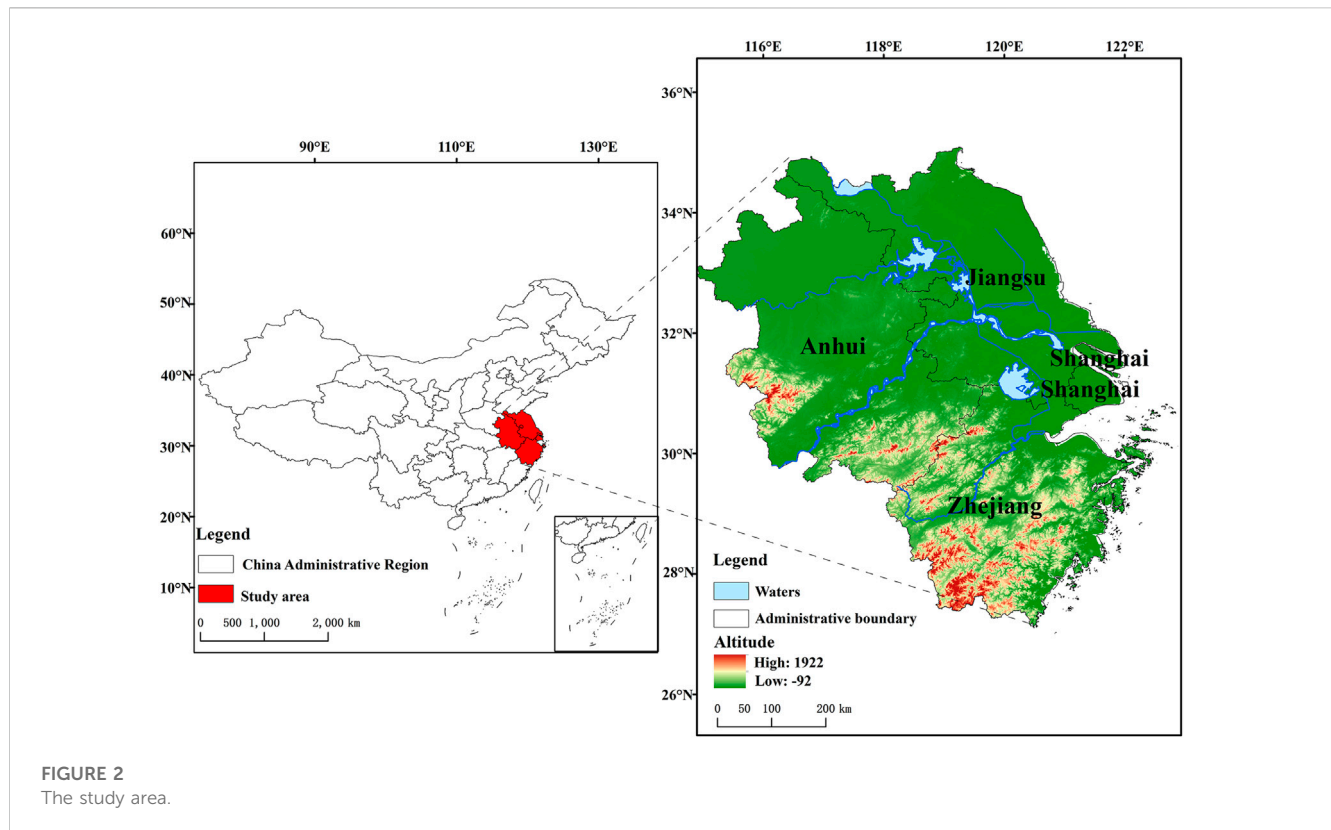 90°E 110°E 130°E
60°N
50°N
40°N
30°N
20°N
10°N
Legend
China Administrative Region
Study area
0 500 1,000 2,000 km
116°E 118°E 120°E 122°E
36°N
34°N
32°N
30°N
28°N
26°N
Jiangsu
Anhui
Shanghai
Shanghai
Zhejiang
Legend
Waters
Administrative boundary
Altitude
High: 1922
Low: -92
0 50 100 200 km
FIGURE 2
The study area.